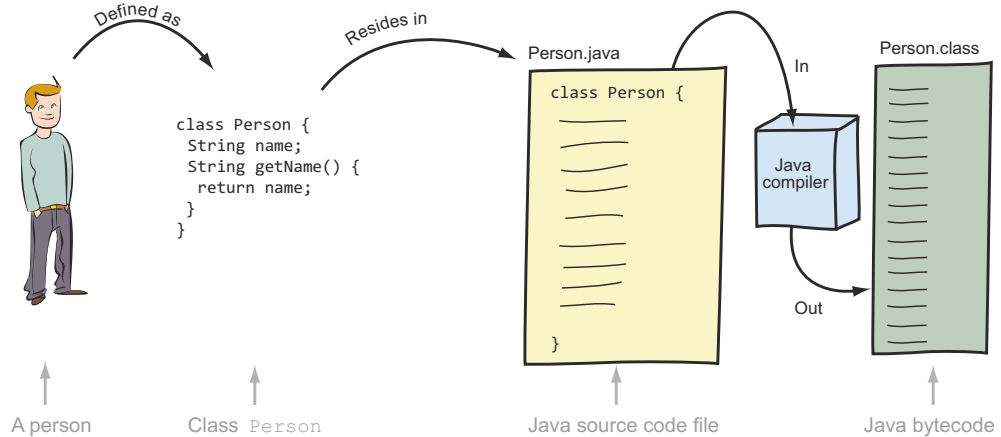 Defined as
Resides in
class Person {
String name;
String getName() {
return name;
}
}
Person.java
class Person {
}
In
Java
compiler
Out
Person.class
A person
Class Person
Java source code file
Java bytecode